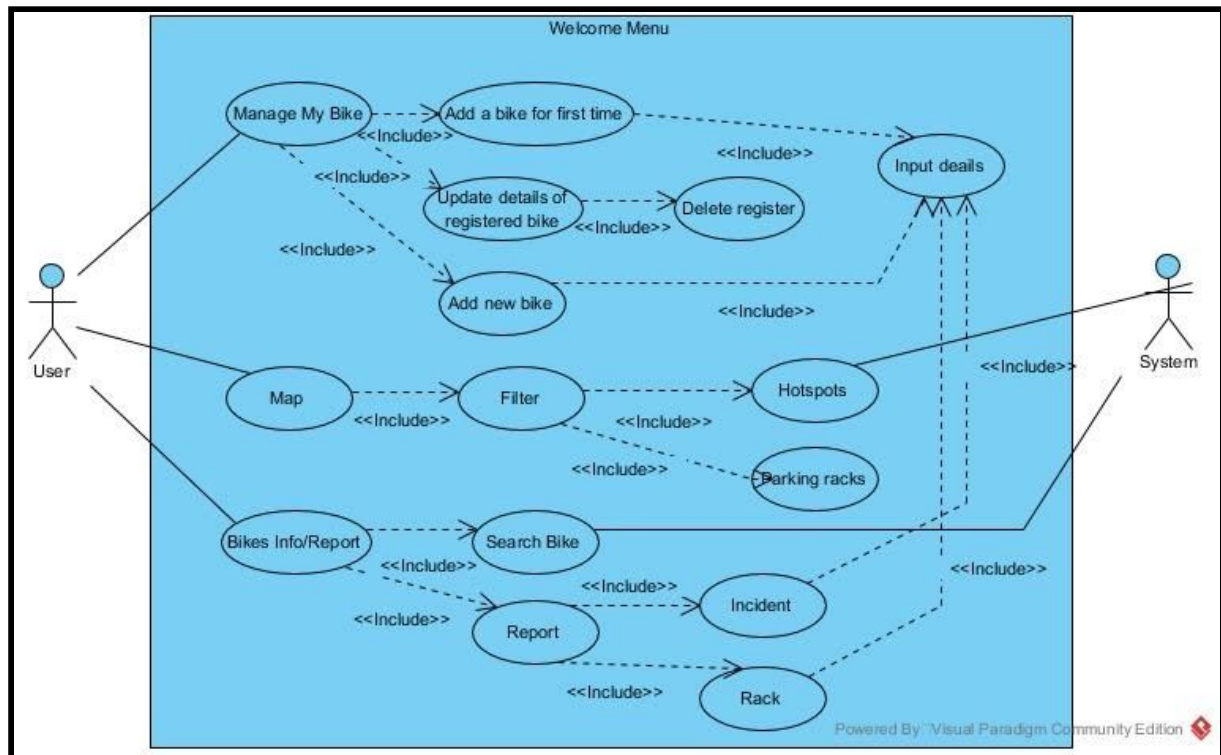 Welcome Menu
Manage My Bike
Add a bike for first time
<<Include>>
<<Include>>
Input deails
<<Include>>
Update details of
registered bike
Delete register
<<Include>>
<<Include>>
Add new bike
<<Include>>
User
System
Map
Filter
Hotspots
<<Include>>
<<Include>>
<<Include>>
<<Include>>
Parking racks
Bikes Info/Report
Search Bike
<<Include>>
<<Include>>
<<Include>>
Incident
<<Include>>
Report
<<Include>>
Rack
Powered By Visual Paradigm Community Edition